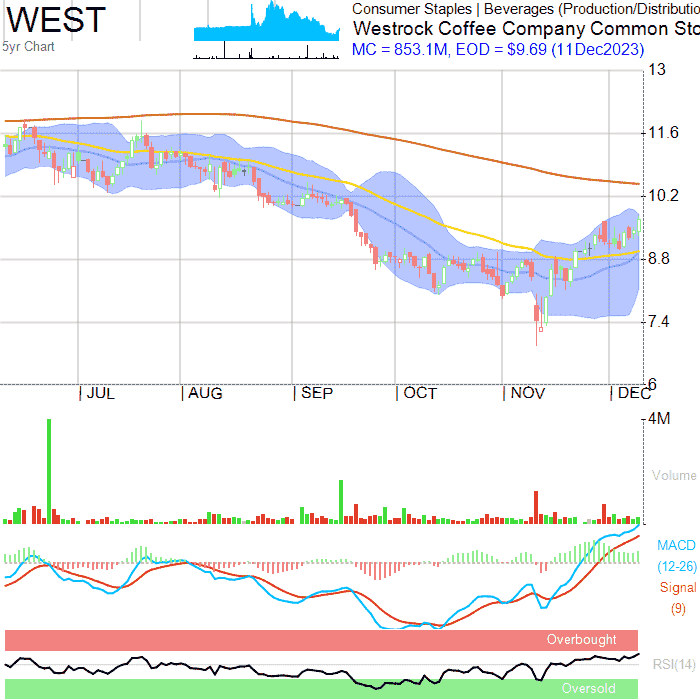 WEST
5yr Chart
Consumer Staples | Beverages (Production/Distributio
Westrock Coffee Company Common Sto
MC = 853.1M, EOD = $9.69 (11Dec2023)
13
11.6
10.2
8.8
7.4
6
JUL AUG SEP OCT NOV DEC
4M
Volume
MACD
(12-26)
Signal
(9)
Overbought
RSI(14)
Oversold